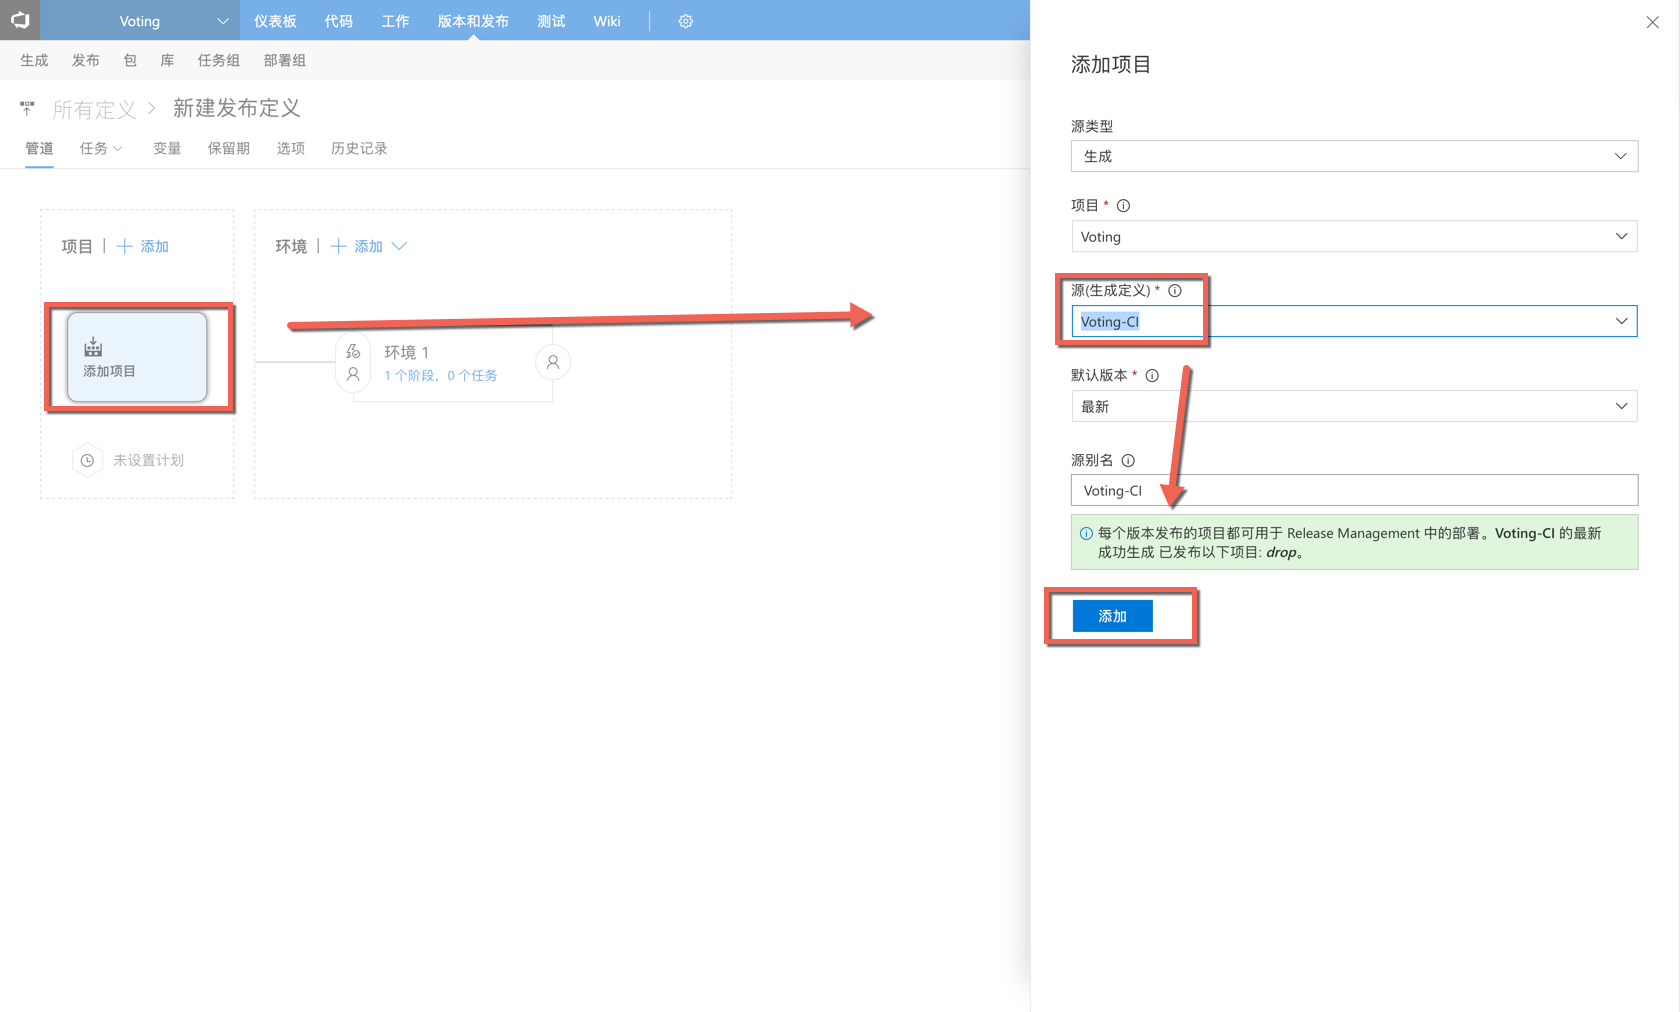 Voting
仪表板 代码 工作 版本和发布 测试 Wiki
生成 发布 包 库 任务组 部署组
所有定义 > 新建发布定义
管道 任务 变量 保留期 选项 历史记录
项目 | + 添加
环境 | + 添加
添加项目
环境 1
1 个阶段，0 个任务
未设置计划
添加项目
源类型
生成
项目 *
Voting
源(生成定义) *
Voting-CI
默认版本 *
最新
源别名
Voting-CI
每个版本发布的项目都可用于 Release Management 中的部署。Voting-CI 的最新
成功生成 已发布以下项目: drop。
添加